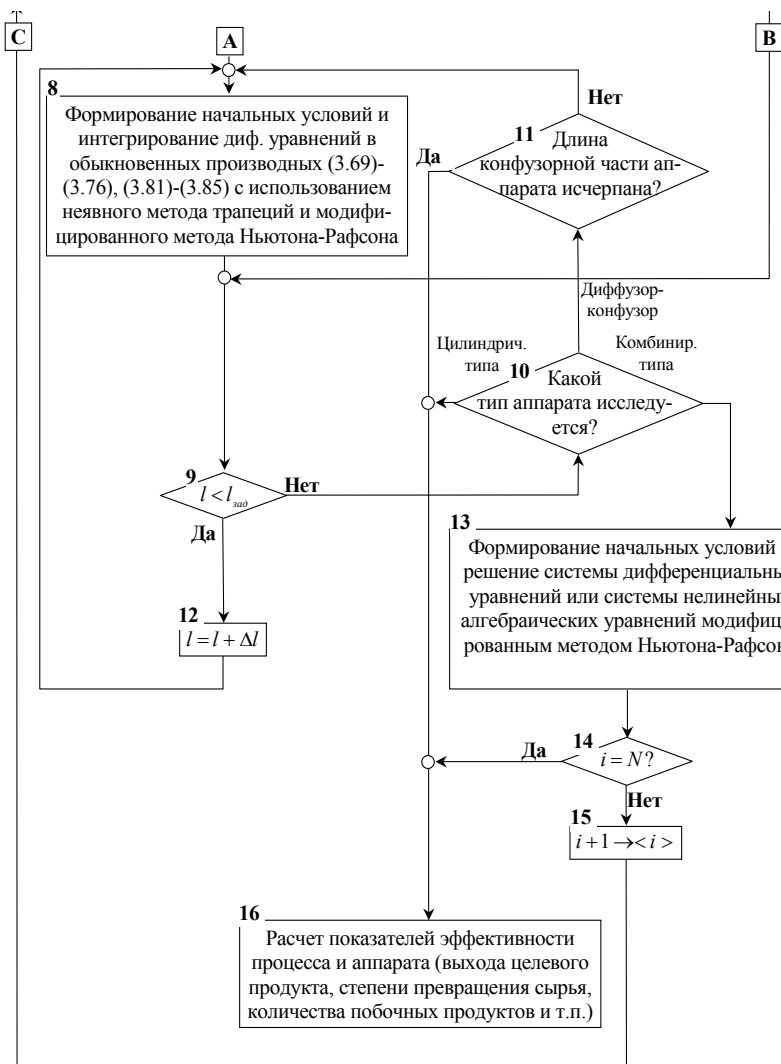 C
A
B
8
Формирование начальных условий и
интегрирование диф. уравнений в
обыкновенных производных (3.69)-
(3.76), (3.81)-(3.85) с использованием
неявного метода трапеций и модифи-
цированного метода Ньютона-Рафсона
Нет
11
Да
Длина
конфузорной части ап-
парата исчерпана?
Диффузор-
конфузор
Цилиндрич.
типа
Комбинир.
типа
10
Какой
тип аппарата исследу-
ется?
9
l < lзад
Нет
Да
12
l = l + Δl
13
Формирование начальных условий
решение системы дифференциальны
уравнений или системы нелинейны
алгебраических уравнений модифиц
рованным методом Ньютона-Рафсон
14
Да
i = N?
Нет
15
i + 1 → < i >
16
Расчет показателей эффективности
процесса и аппарата (выхода целевого
продукта, степени превращения сырья,
количества побочных продуктов и т.п.)